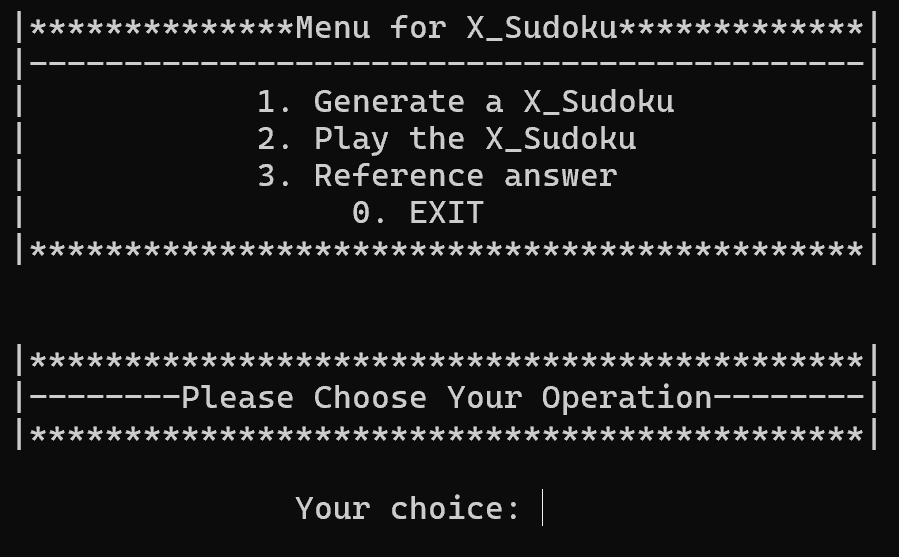 |**************Menu for X_Sudoku*************|
|--------------------------------------------|
|            1. Generate a X_Sudoku          |
|            2. Play the X_Sudoku            |
|            3. Reference answer             |
|                 0. EXIT                    |
|********************************************|
|********************************************|
|--------Please Choose Your Operation--------|
|********************************************|
Your choice: